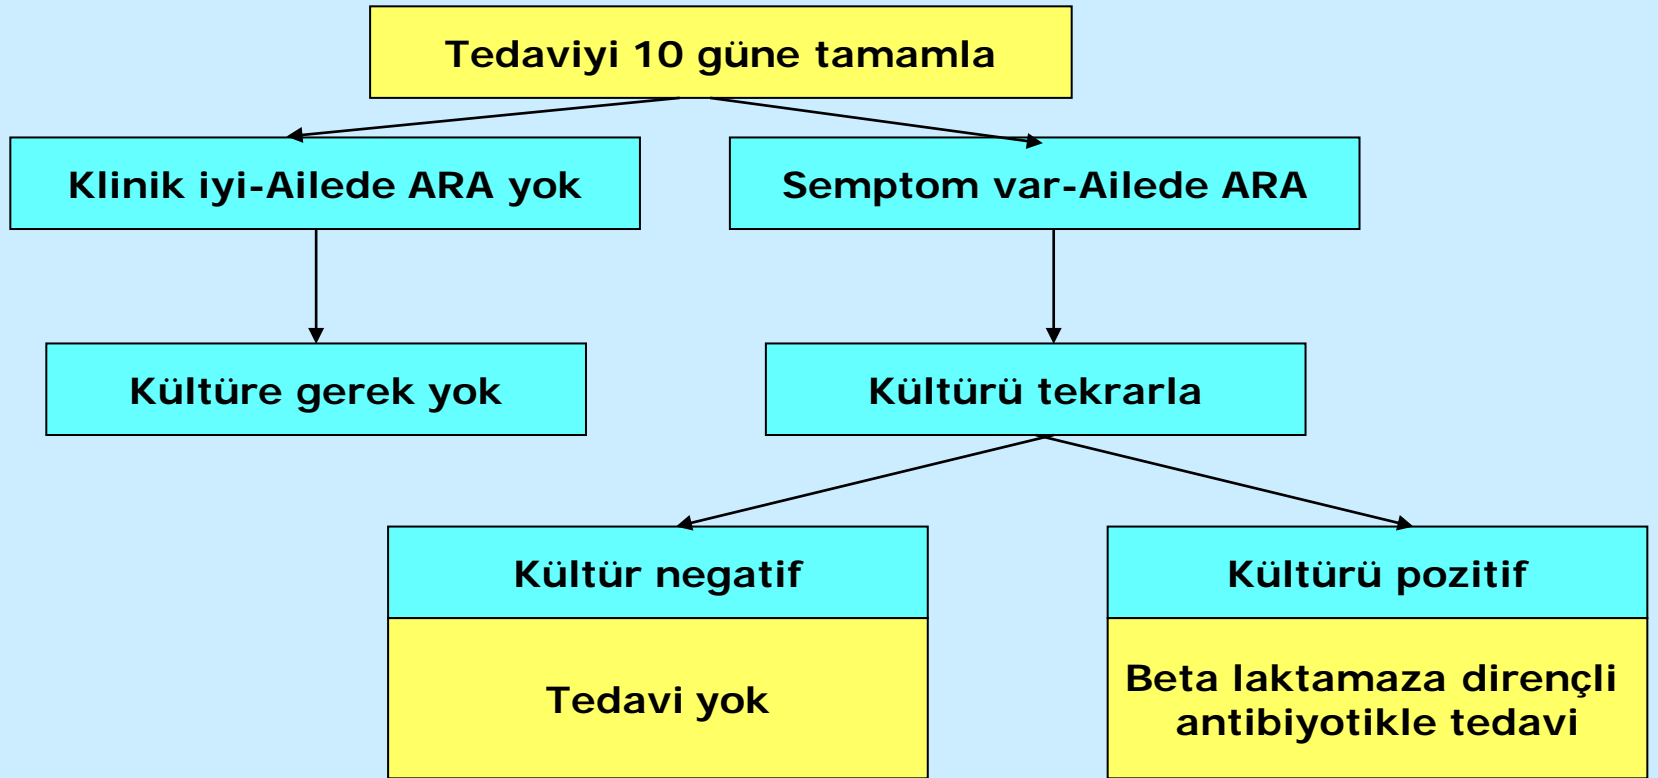 Tedaviyi 10 güne tamamla
Klinik iyi-Ailede ARA yok
Semptom var-Ailede ARA
Kültüre gerek yok
Kültürü tekrarla
Kültür negatif
Kültürü pozitif
Tedavi yok
Beta laktamaza dirençli
antibiyotikle tedavi